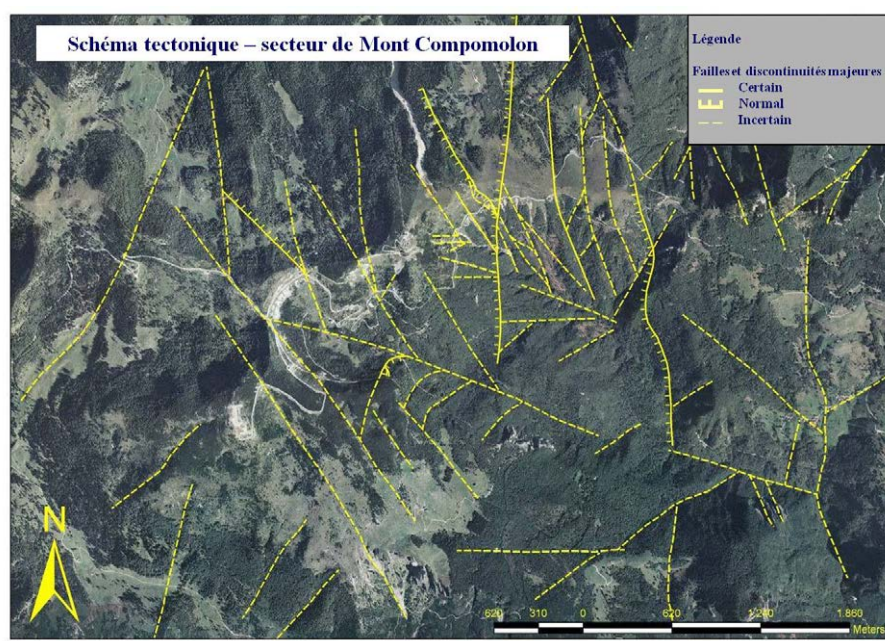 Schéma tectonique – secteur de Mont Compomolon
Légende
Failles et discontinuités majeures
Certain
Normal
Incertain
N
620 310 0 620 1.240 1.860
Meters